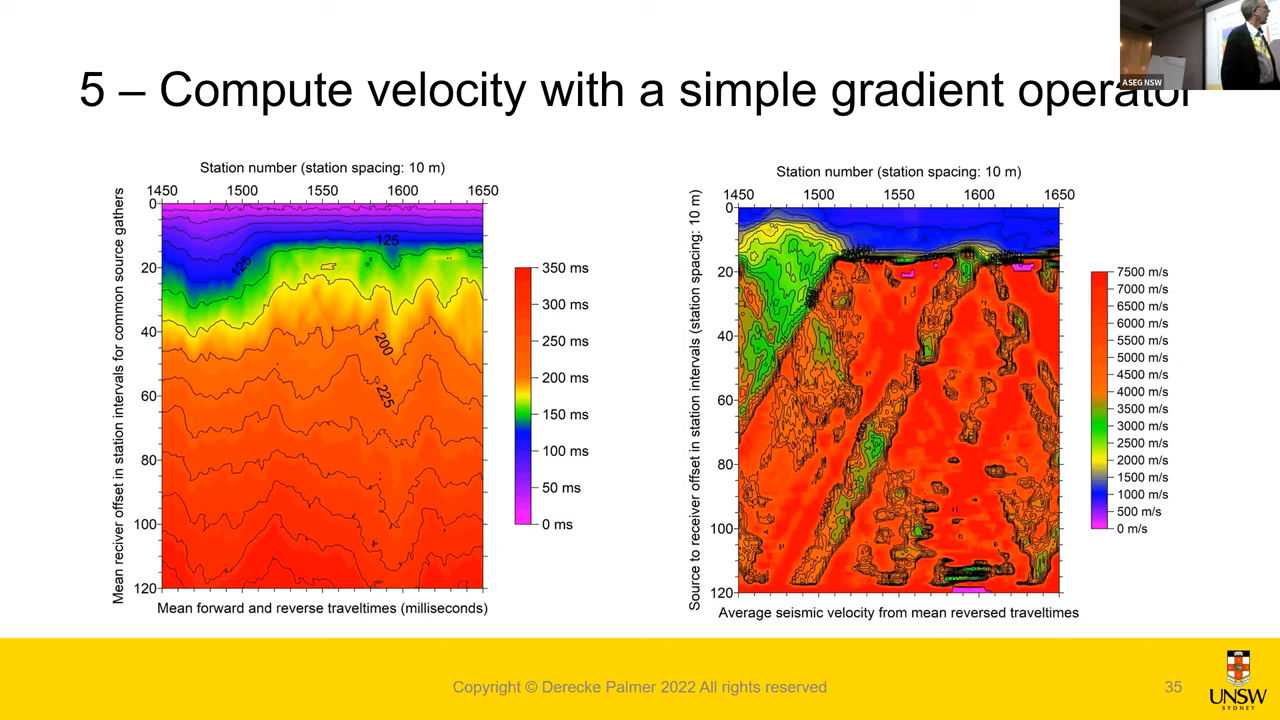 5 – Compute velocity with a simple gradient operator
ASEG NSW
Station number (station spacing: 10 m)
1450 1500 1550 1600 1650
Mean reciver offset in station intervals for common source gathers
0
20
40
60
80
100
120
125
125
200
225
350 ms
300 ms
250 ms
200 ms
150 ms
100 ms
50 ms
0 ms
Mean forward and reverse traveltimes (milliseconds)
Station number (station spacing: 10 m)
1450 1500 1550 1600 1650
Source to receiver offset in station intervals (station spacing: 10 m)
0
20
40
60
80
100
120
7500 m/s
7000 m/s
6500 m/s
6000 m/s
5500 m/s
5000 m/s
4500 m/s
4000 m/s
3500 m/s
3000 m/s
2500 m/s
2000 m/s
1500 m/s
1000 m/s
500 m/s
0 m/s
Average seismic velocity from mean reversed traveltimes
Copyright © Derecke Palmer 2022 All rights reserved
35
UNSW
SYDNEY